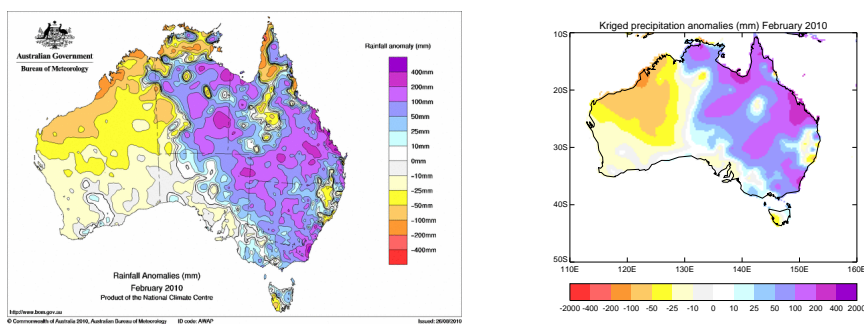 Australian Government
Bureau of Meteorology
Rainfall anomaly (mm)
400mm
200mm
100mm
50mm
25mm
10mm
0mm
-10mm
-25mm
-50mm
-100mm
-200mm
-400mm
Rainfall Anomalies (mm)
February 2010
Product of the National Climate Centre
http://www.bom.gov.au
© Commonwealth of Australia 2010, Australian Bureau of Meteorology ID code: AWAP Issued: 26/08/2010
Kriged precipitation anomalies (mm) February 2010
10S
20S
30S
40S
50S
110E 120E 130E 140E 150E 160E
-2000 -400 -200 -100 -50 -25 -10 0 10 25 50 100 200 400 2000